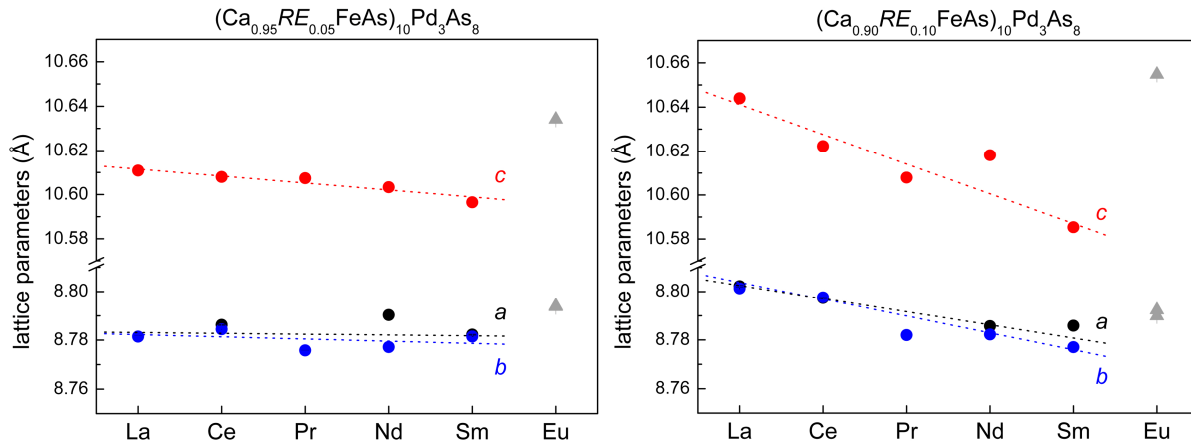 (Ca0.95RE0.05FeAs)10Pd3As8
lattice parameters (Å)
10.66
10.64
10.62
10.60
10.58
8.80
8.78
8.76
c
a
b
La Ce Pr Nd Sm Eu
(Ca0.90RE0.10FeAs)10Pd3As8
lattice parameters (Å)
10.66
10.64
10.62
10.60
10.58
8.80
8.78
8.76
c
a
b
La Ce Pr Nd Sm Eu